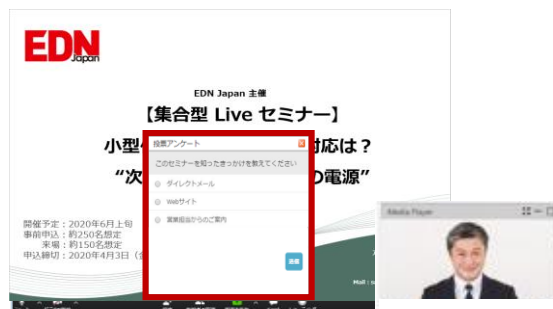 EDN
Japan
EDN Japan 主催
【集合型 Live セミナー】
小型
対応は？
“次
の電源”
投票アンケート
このセミナーを知ったきっかけを教えてください
ダイレクトメール
Webサイト
営業担当からのご案内
送信
開催予定：2020年6月上旬
事前申込：約250名想定
来場：約150名想定
申込締切：2020年4月3日（金
Mail : s
Media Player